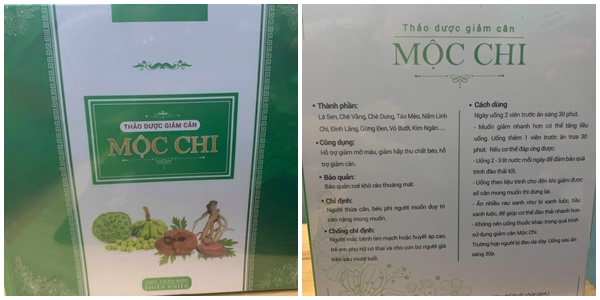 THẢO DƯỢC GIẢM CÂN
MỘC CHI
100% THẢO MỘC
THIÊN NHIÊN
Thảo dược giảm cân
MỘC CHI
• Thành phần:
Lá Sen, Chè Vằng, Chè Dung, Táo Mèo, Nấm Linh
Chi, Đinh Lăng, Dừng Đen, Vỏ Bưởi, Kim Ngân....
• Công dụng:
Hỗ trợ giảm mỡ máu, giảm hấp thu chất béo, hỗ
trợ giảm cân.
• Bảo quản:
Bảo quản nơi khô ráo thoáng mát.
• Chỉ định:
Người thừa cân, béo phì người muốn duy trì
cân nặng mong muốn.
• Chống chỉ định:
Người mắc bệnh tim mạch hoặc huyết áp cao,
trẻ em phụ nữ có thai và cho con bú người già
trên sáu mươi tuổi.
• Cách dùng
Ngày uống 2 viên trước ăn sáng 30 phút.
- Muốn giảm nhanh hơn có thể tăng liều
uống. Uống thêm 1 viên trước ăn trưa 30
phút. Nếu cơ thể đáp ứng được.
- Uống 2 - 3 lít nước mỗi ngày để đảm bảo quá
trình đào thải tốt.
- Uống theo liệu trình cho đến khi giảm được
số cân mong muốn thì dừng lại.
- Ăn nhiều rau xanh như bí xanh luộc, bầu
xanh luộc, để giúp cơ thể đào thải nhanh hơn.
- Không nên uống thuốc khác trong quá trình
sử dụng giảm cân Mộc Chi.
Trường hợp người bị đau dạ dày. Uống sau ăn
sáng 30p.